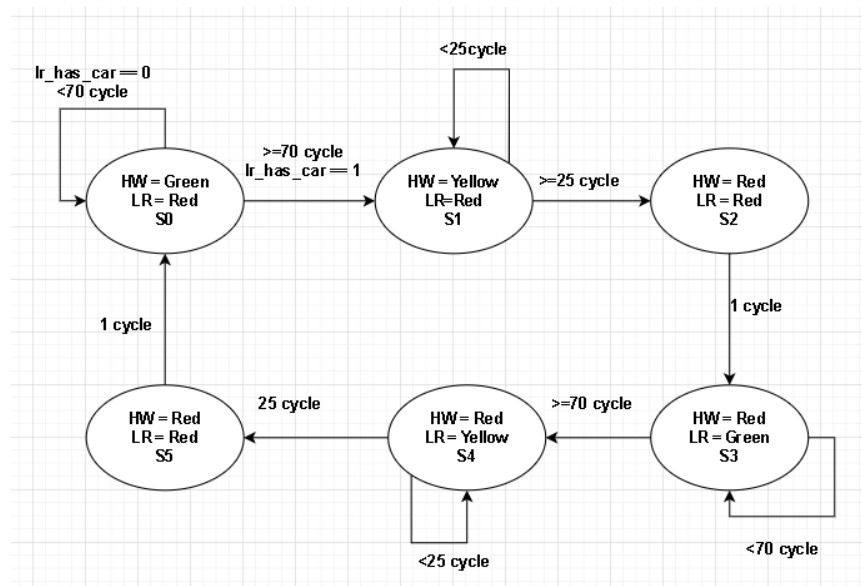 <25cycle
lr_has_car == 0
<70 cycle
>=70 cycle
lr_has_car == 1
HW = Green
LR = Red
S0
HW = Yellow
LR=Red
S1
>=25 cycle
HW = Red
LR = Red
S2
1 cycle
1 cycle
HW = Red
LR = Red
S5
25 cycle
HW = Red
LR = Yellow
S4
>=70 cycle
HW = Red
LR = Green
S3
<25 cycle
<70 cycle